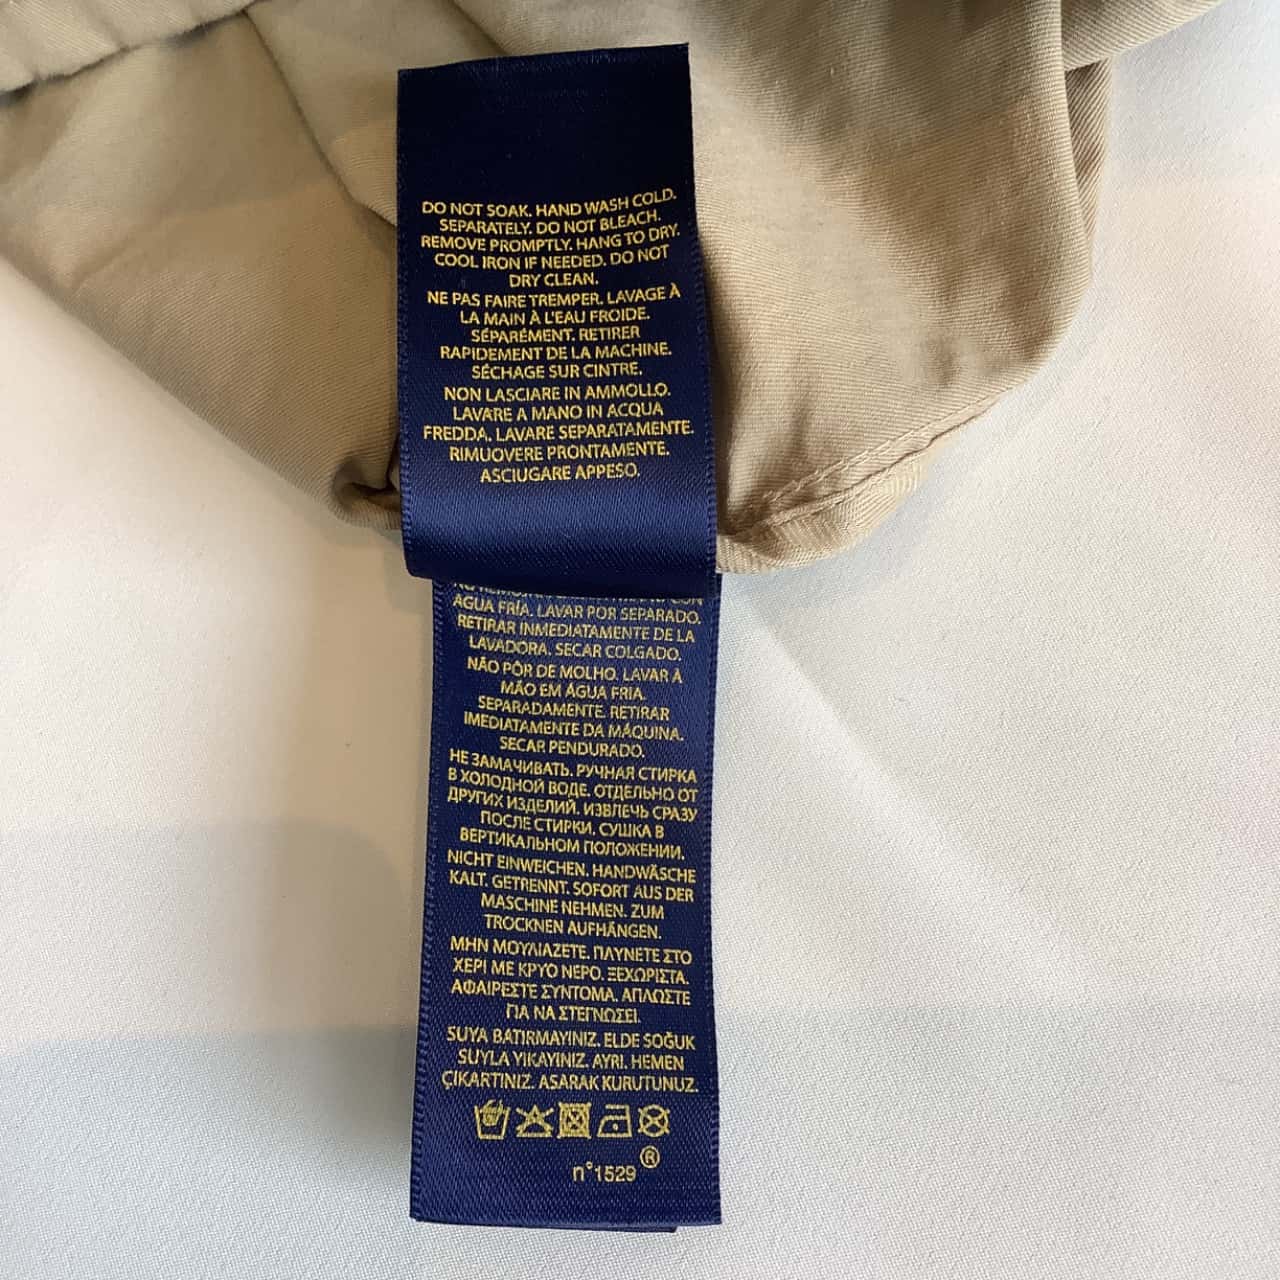 DO NOT SOAK. HAND WASH COLD.
SEPARATELY. DO NOT BLEACH.
REMOVE PROMPTLY. HANG TO DRY.
COOL IRON IF NEEDED. DO NOT
DRY CLEAN.
NE PAS FAIRE TREMPER. LAVAGE À
LA MAIN À L'EAU FROIDE.
SÉPARÉMENT. RETIRER
RAPIDEMENT DE LA MACHINE.
SÉCHAGE SUR CINTRE.
NON LASCIARE IN AMMOLLO.
LAVARE A MANO IN ACQUA
FREDDA. LAVARE SEPARATAMENTE.
RIMUOVERE PRONTAMENTE.
ASCIUGARE APPESO.
AGUA FRÍA. LAVAR POR SEPARADO.
RETIRAR INMEDIATAMENTE DE LA
LAVADORA. SECAR COLGADO.
NÃO PÔR DE MOLHO. LAVAR À
MÃO EM ÁGUA FRIA.
SEPARADAMENTE. RETIRAR
IMEDIATAMENTE DA MÁQUINA.
SECAR PENDURADO.
НЕ ЗАМАЧИВАТЬ. РУЧНАЯ СТИРКА
В ХОЛОДНОЙ ВОДЕ. ОТДЕЛЬНО ОТ
ДРУГИХ ИЗДЕЛИЙ. ИЗВЛЕЧЬ СРАЗУ
ПОСЛЕ СТИРКИ. СУШКА В
ВЕРТИКАЛЬНОМ ПОЛОЖЕНИИ.
NICHT EINWEICHEN. HANDWÄSCHE
KALT. GETRENNT. SOFORT AUS DER
MASCHINE NEHMEN. ZUM
TROCKNEN AUFHÄNGEN.
ΜΗΝ ΜΟΥΛΙΑΖΕΤΕ. ΠΛΥΝΕΤΕ ΣΤΟ
ΧΕΡΙ ΜΕ ΚΡΥΟ ΝΕΡΟ. ΞΕΧΩΡΙΣΤΑ.
ΑΦΑΙΡΕΣΤΕ ΣΥΝΤΟΜΑ. ΑΠΛΩΣΤΕ
ΓΙΑ ΝΑ ΣΤΕΓΝΩΣΕΙ.
SUYA BATIRMAYINIZ. ELDE SOĞUK
SUYLA YIKAYINIZ. AYRI. HEMEN
ÇIKARTINIZ. ASARAK KURUTUNUZ.
®
n°1529